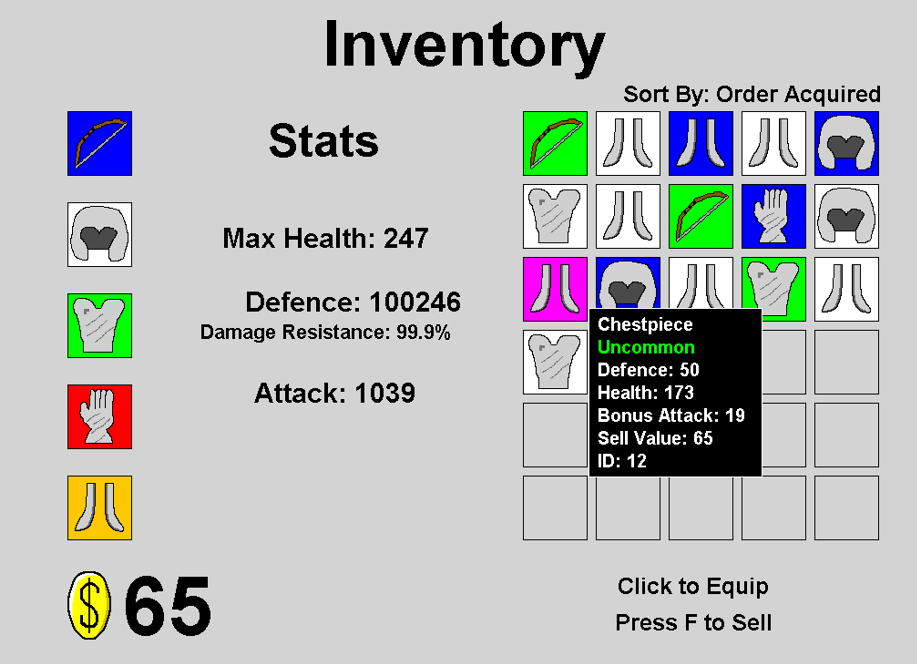 Inventory
Sort By: Order Acquired
Stats
Max Health: 247
Defence: 100246
Damage Resistance: 99.9%
Attack: 1039
Chestpiece
Uncommon
Defence: 50
Health: 173
Bonus Attack: 19
Sell Value: 65
ID: 12
$ 65
Click to Equip
Press F to Sell